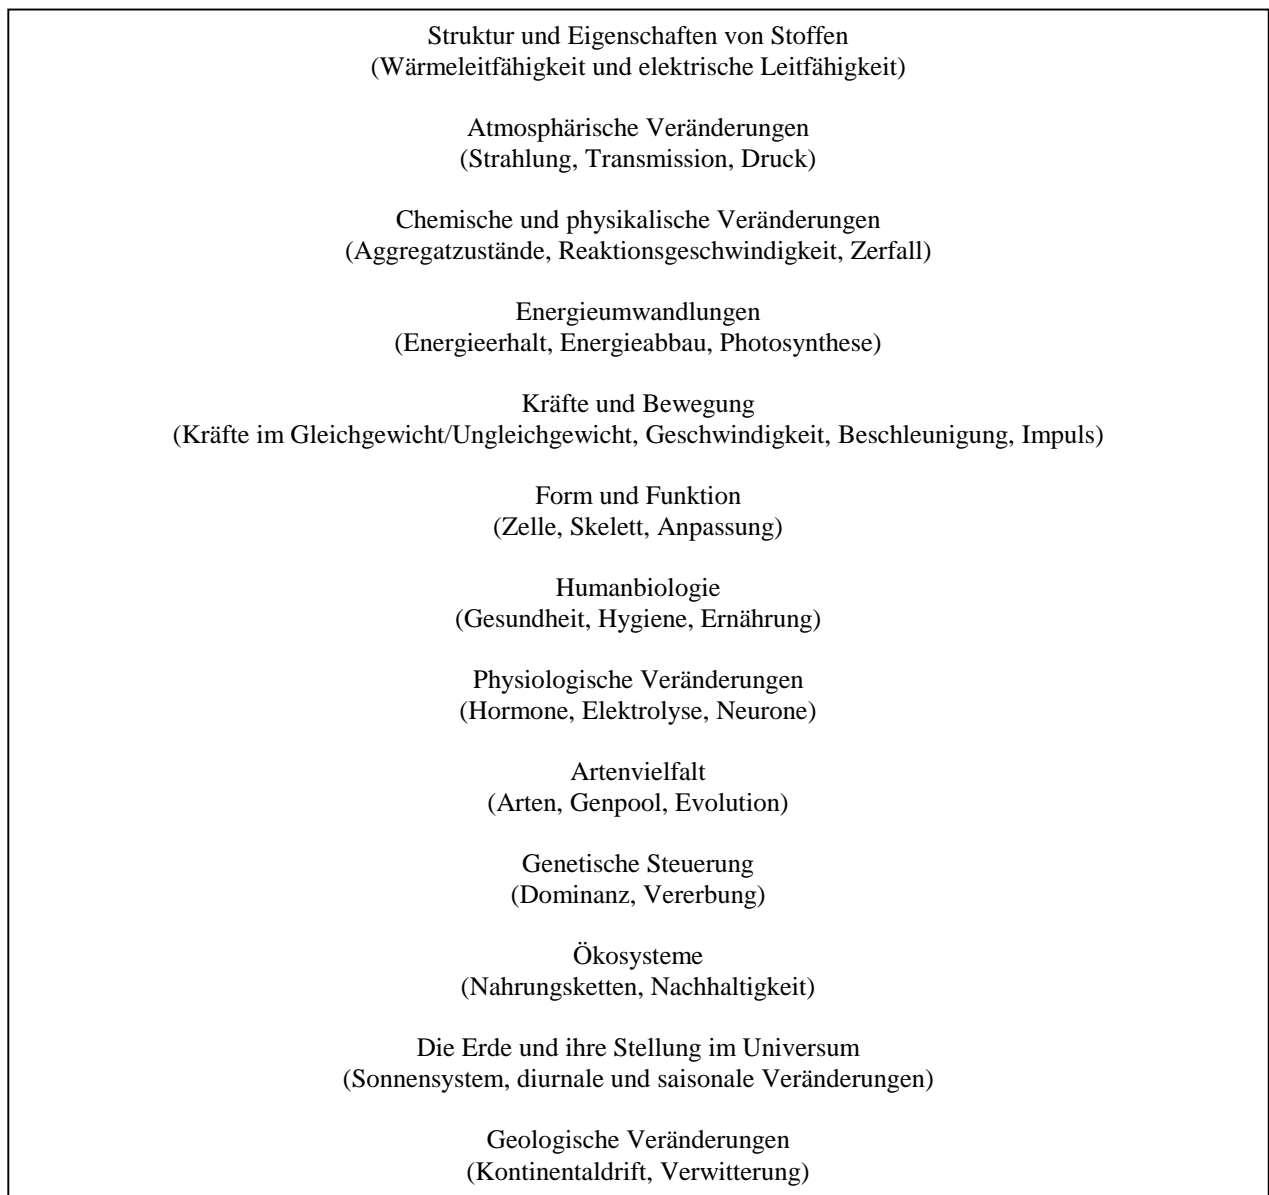 Struktur und Eigenschaften von Stoffen
(Wärmeleitfähigkeit und elektrische Leitfähigkeit)
Atmosphärische Veränderungen
(Strahlung, Transmission, Druck)
Chemische und physikalische Veränderungen
(Aggregatzustände, Reaktionsgeschwindigkeit, Zerfall)
Energieumwandlungen
(Energieerhalt, Energieabbau, Photosynthese)
Kräfte und Bewegung
(Kräfte im Gleichgewicht/Ungleichgewicht, Geschwindigkeit, Beschleunigung, Impuls)
Form und Funktion
(Zelle, Skelett, Anpassung)
Humanbiologie
(Gesundheit, Hygiene, Ernährung)
Physiologische Veränderungen
(Hormone, Elektrolyse, Neurone)
Artenvielfalt
(Arten, Genpool, Evolution)
Genetische Steuerung
(Dominanz, Vererbung)
Ökosysteme
(Nahrungsketten, Nachhaltigkeit)
Die Erde und ihre Stellung im Universum
(Sonnensystem, diurnale und saisonale Veränderungen)
Geologische Veränderungen
(Kontinentaldrift, Verwitterung)